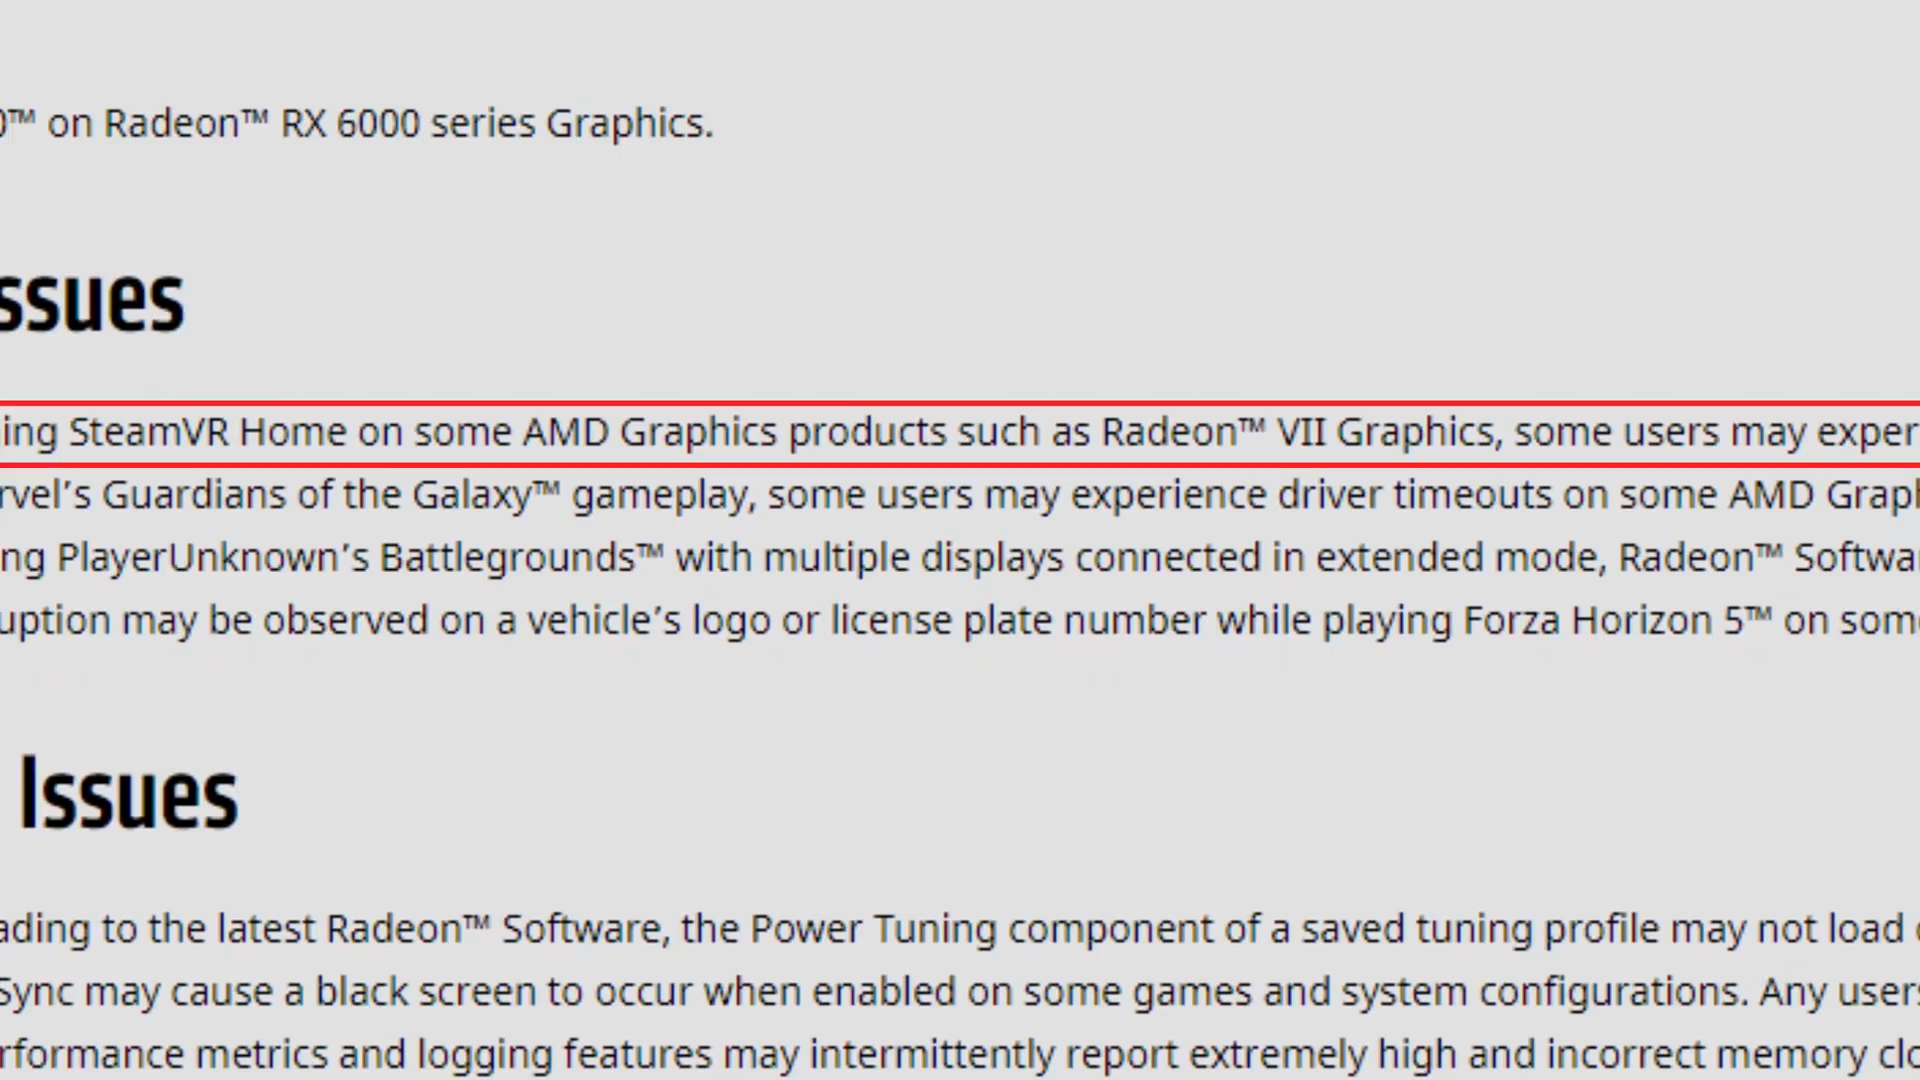 ™ on Radeon™ RX 6000 series Graphics.
ssues
ing SteamVR Home on some AMD Graphics products such as Radeon™ VII Graphics, some users may exper
rvel’s Guardians of the Galaxy™ gameplay, some users may experience driver timeouts on some AMD Graph
ng PlayerUnknown’s Battlegrounds™ with multiple displays connected in extended mode, Radeon™ Softwar
uption may be observed on a vehicle’s logo or license plate number while playing Forza Horizon 5™ on some
Issues
ading to the latest Radeon™ Software, the Power Tuning component of a saved tuning profile may not load
Sync may cause a black screen to occur when enabled on some games and system configurations. Any users
rformance metrics and logging features may intermittently report extremely high and incorrect memory clo